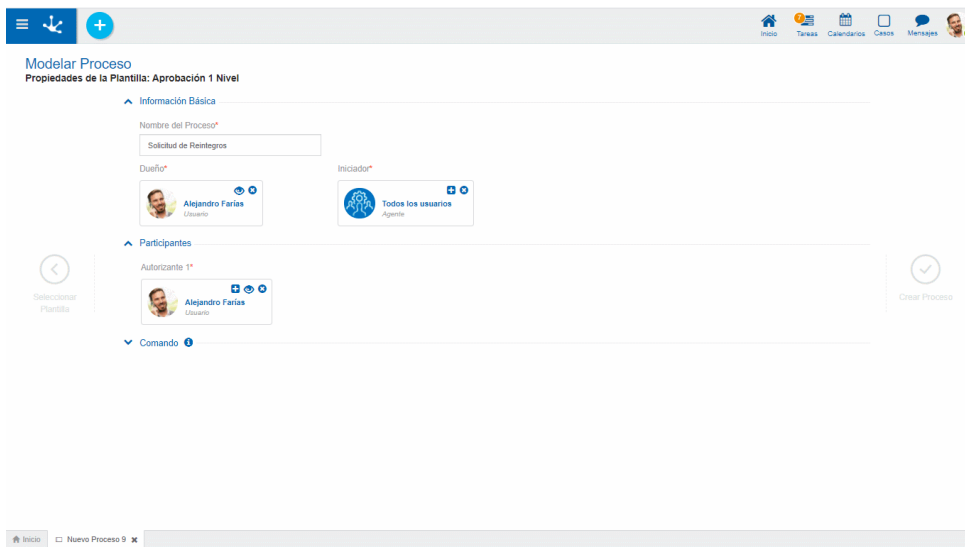 7
Inicio
Tareas
Calendarios
Casos
Mensajes
Modelar Proceso
Propiedades de la Plantilla: Aprobación 1 Nivel
Información Básica
Nombre del Proceso*
Solicitud de Reintegros
Dueño*
Iniciador*
Alejandro Farías
Usuario
Todos los usuarios
Agente
Participantes
Autorizante 1*
Alejandro Farías
Usuario
Seleccionar
Plantilla
Crear Proceso
Comando
Inicio
Nuevo Proceso 9